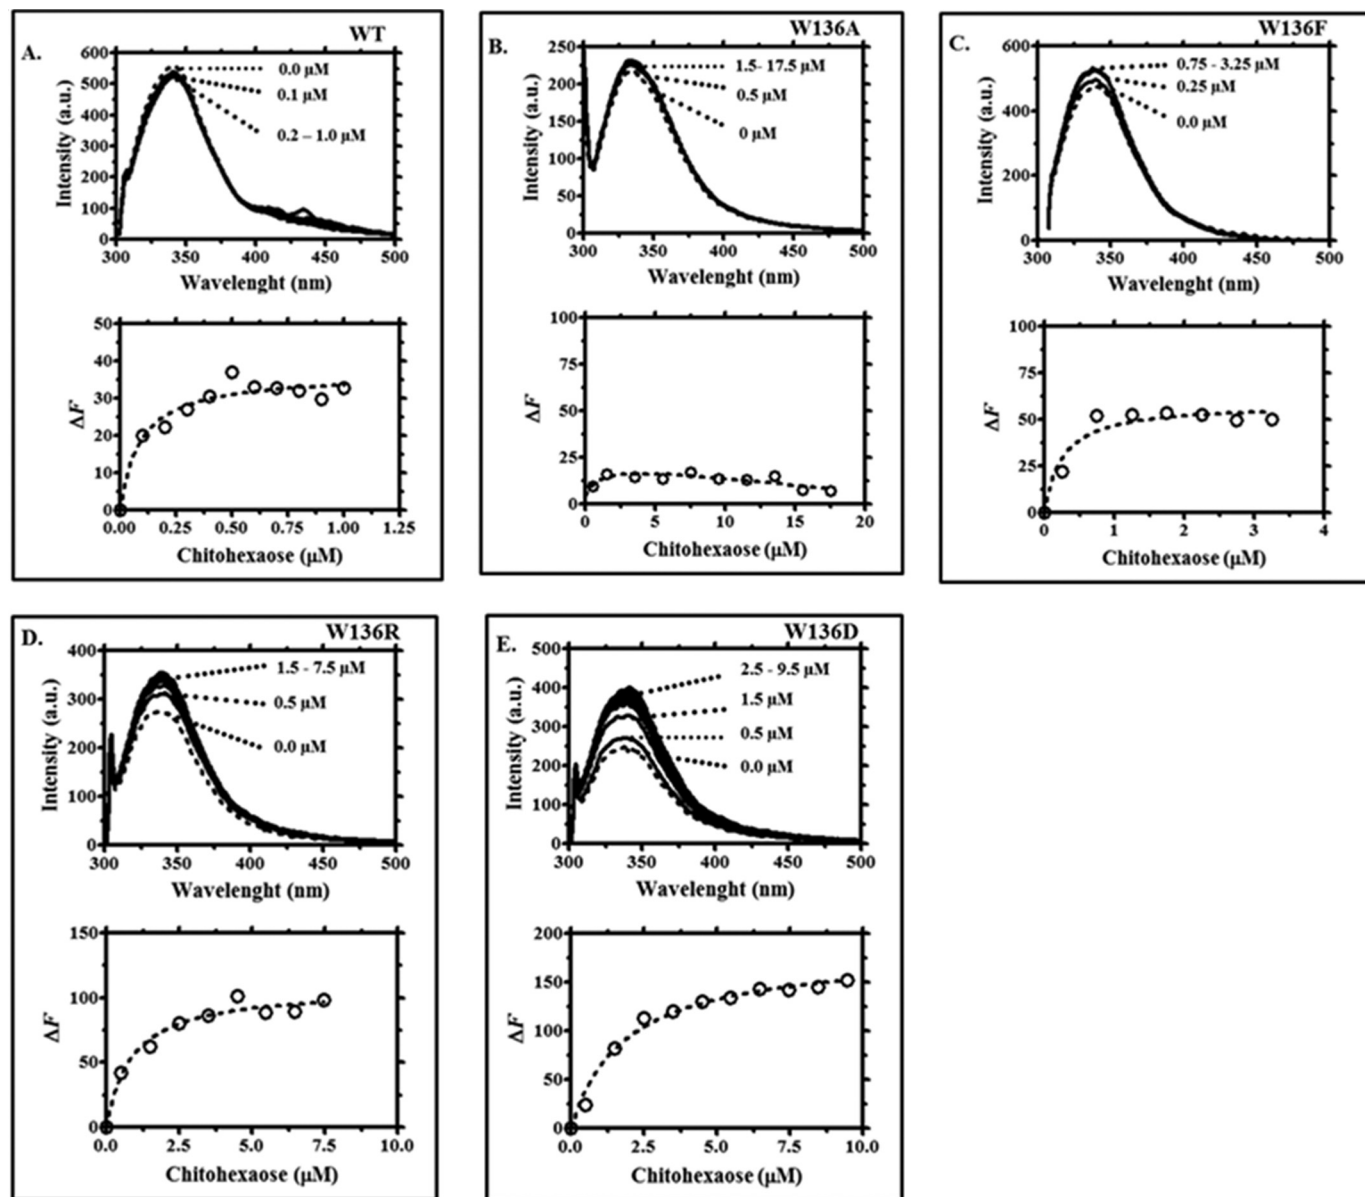 A.
WT
600
500
400
300
200
100
0
Intensity (a.u.)
0.0 μM
0.1 μM
0.2 – 1.0 μM
300 350 400 450 500
Wavelenght (nm)
50
40
30
20
10
0
ΔF
0.00 0.25 0.50 0.75 1.00 1.25
Chitohexaose (μM)
B.
W136A
250
200
150
100
50
0
Intensity (a.u.)
1.5- 17.5 μM
0.5 μM
0 μM
300 350 400 450 500
Wavelenght (nm)
100
75
50
25
0
ΔF
0 5 10 15 20
Chitohexaose (μM)
C.
W136F
600
400
200
0
Intensity (a.u.)
0.75 - 3.25 μM
0.25 μM
0.0 μM
300 350 400 450 500
Wavelenght (nm)
100
75
50
25
0
ΔF
0 1 2 3 4
Chitohexaose (μM)
D.
W136R
400
300
200
100
0
Intensity (a.u.)
1.5 - 7.5 μM
0.5 μM
0.0 μM
300 350 400 450 500
Wavelenght (nm)
150
100
50
0
ΔF
0.0 2.5 5.0 7.5 10.0
Chitohexaose (μM)
E.
W136D
500
400
300
200
100
0
Intensity (a.u.)
2.5 - 9.5 μM
1.5 μM
0.5 μM
0.0 μM
300 350 400 450 500
Wavelenght (nm)
200
150
100
50
0
ΔF
0.0 2.5 5.0 7.5 10.0
Chitohexaose (μM)